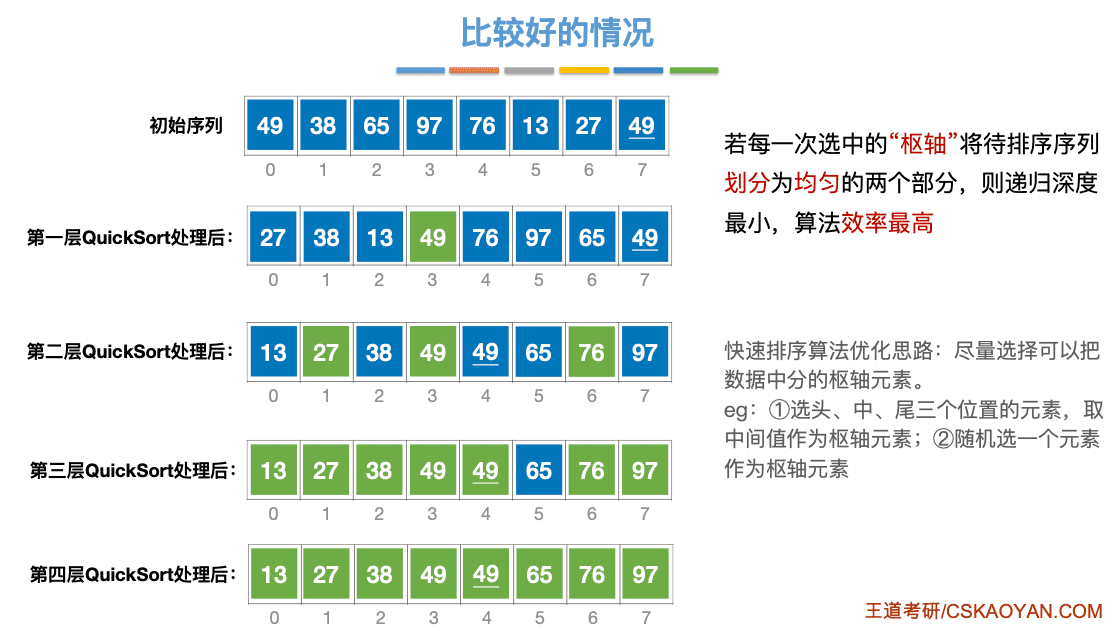 比较好的情况
初始序列
49 38 65 97 76 13 27 49
0 1 2 3 4 5 6 7
第一层QuickSort处理后：
27 38 13 49 76 97 65 49
0 1 2 3 4 5 6 7
第二层QuickSort处理后：
13 27 38 49 49 65 76 97
0 1 2 3 4 5 6 7
第三层QuickSort处理后：
13 27 38 49 49 65 76 97
0 1 2 3 4 5 6 7
第四层QuickSort处理后：
13 27 38 49 49 65 76 97
0 1 2 3 4 5 6 7
若每一次选中的“枢轴”将待排序序列
划分为均匀的两个部分，则递归深度
最小，算法效率最高
快速排序算法优化思路：尽量选择可以把
数据中分的枢轴元素。
eg：①选头、中、尾三个位置的元素，取
中间值作为枢轴元素；②随机选一个元素
作为枢轴元素
王道考研/CSKAOYAN.COM